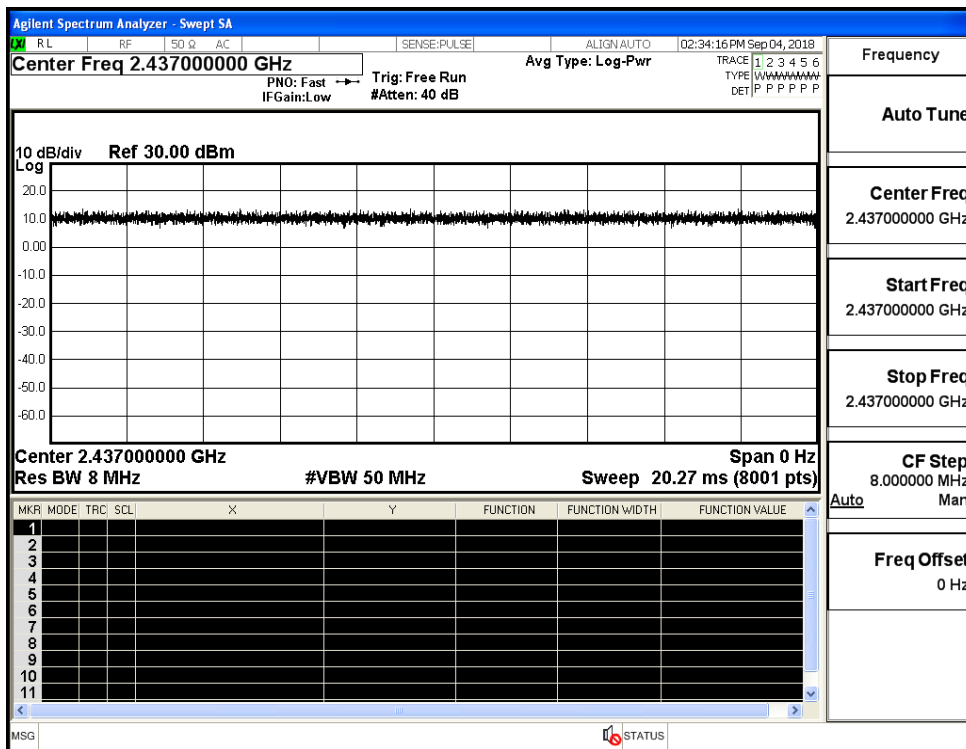 Agilent Spectrum Analyzer - Swept SA
LXI RL RF 50 Ω AC SENSE:PULSE ALIGN AUTO 02:34:16 PM Sep 04, 2018
Center Freq 2.437000000 GHz
PNO: Fast
IFGain:Low
Trig: Free Run
#Atten: 40 dB
Avg Type: Log-Pwr
TRACE 1 2 3 4 5 6
TYPE WWWWWW
DET P P P P P P
10 dB/div Ref 30.00 dBm
Log
20.0
10.0
0.00
-10.0
-20.0
-30.0
-40.0
-50.0
-60.0
Center 2.437000000 GHz Span 0 Hz
Res BW 8 MHz #VBW 50 MHz Sweep 20.27 ms (8001 pts)
MKR MODE TRC SCL X Y FUNCTION FUNCTION WIDTH FUNCTION VALUE
1
2
3
4
5
6
7
8
9
10
11
MSG STATUS
Frequency
Auto Tune
Center Freq
2.437000000 GHz
Start Freq
2.437000000 GHz
Stop Freq
2.437000000 GHz
CF Step
8.000000 MHz
Auto Man
Freq Offset
0 Hz